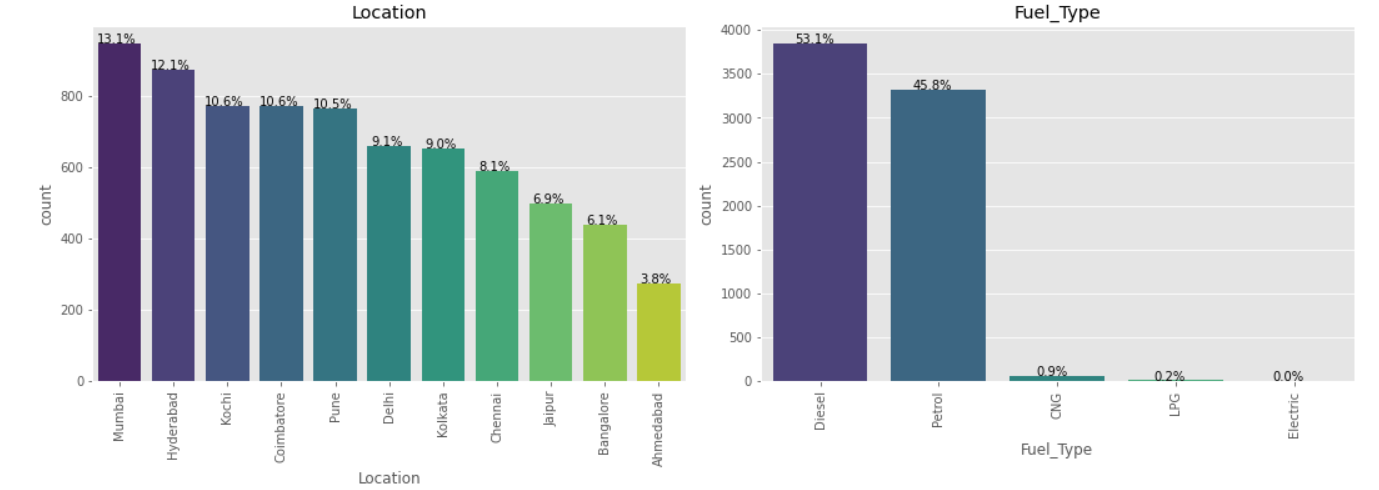 Location
13.1%
12.1%
10.6%
10.6%
10.5%
9.1%
9.0%
8.1%
6.9%
6.1%
3.8%
800
600
400
200
0
count
Mumbai
Hyderabad
Kochi
Coimbatore
Pune
Delhi
Kolkata
Chennai
Jaipur
Bangalore
Ahmedabad
Location
Fuel_Type
53.1%
45.8%
0.9%
0.2%
0.0%
4000
3500
3000
2500
2000
1500
1000
500
0
count
Diesel
Petrol
CNG
LPG
Electric
Fuel_Type